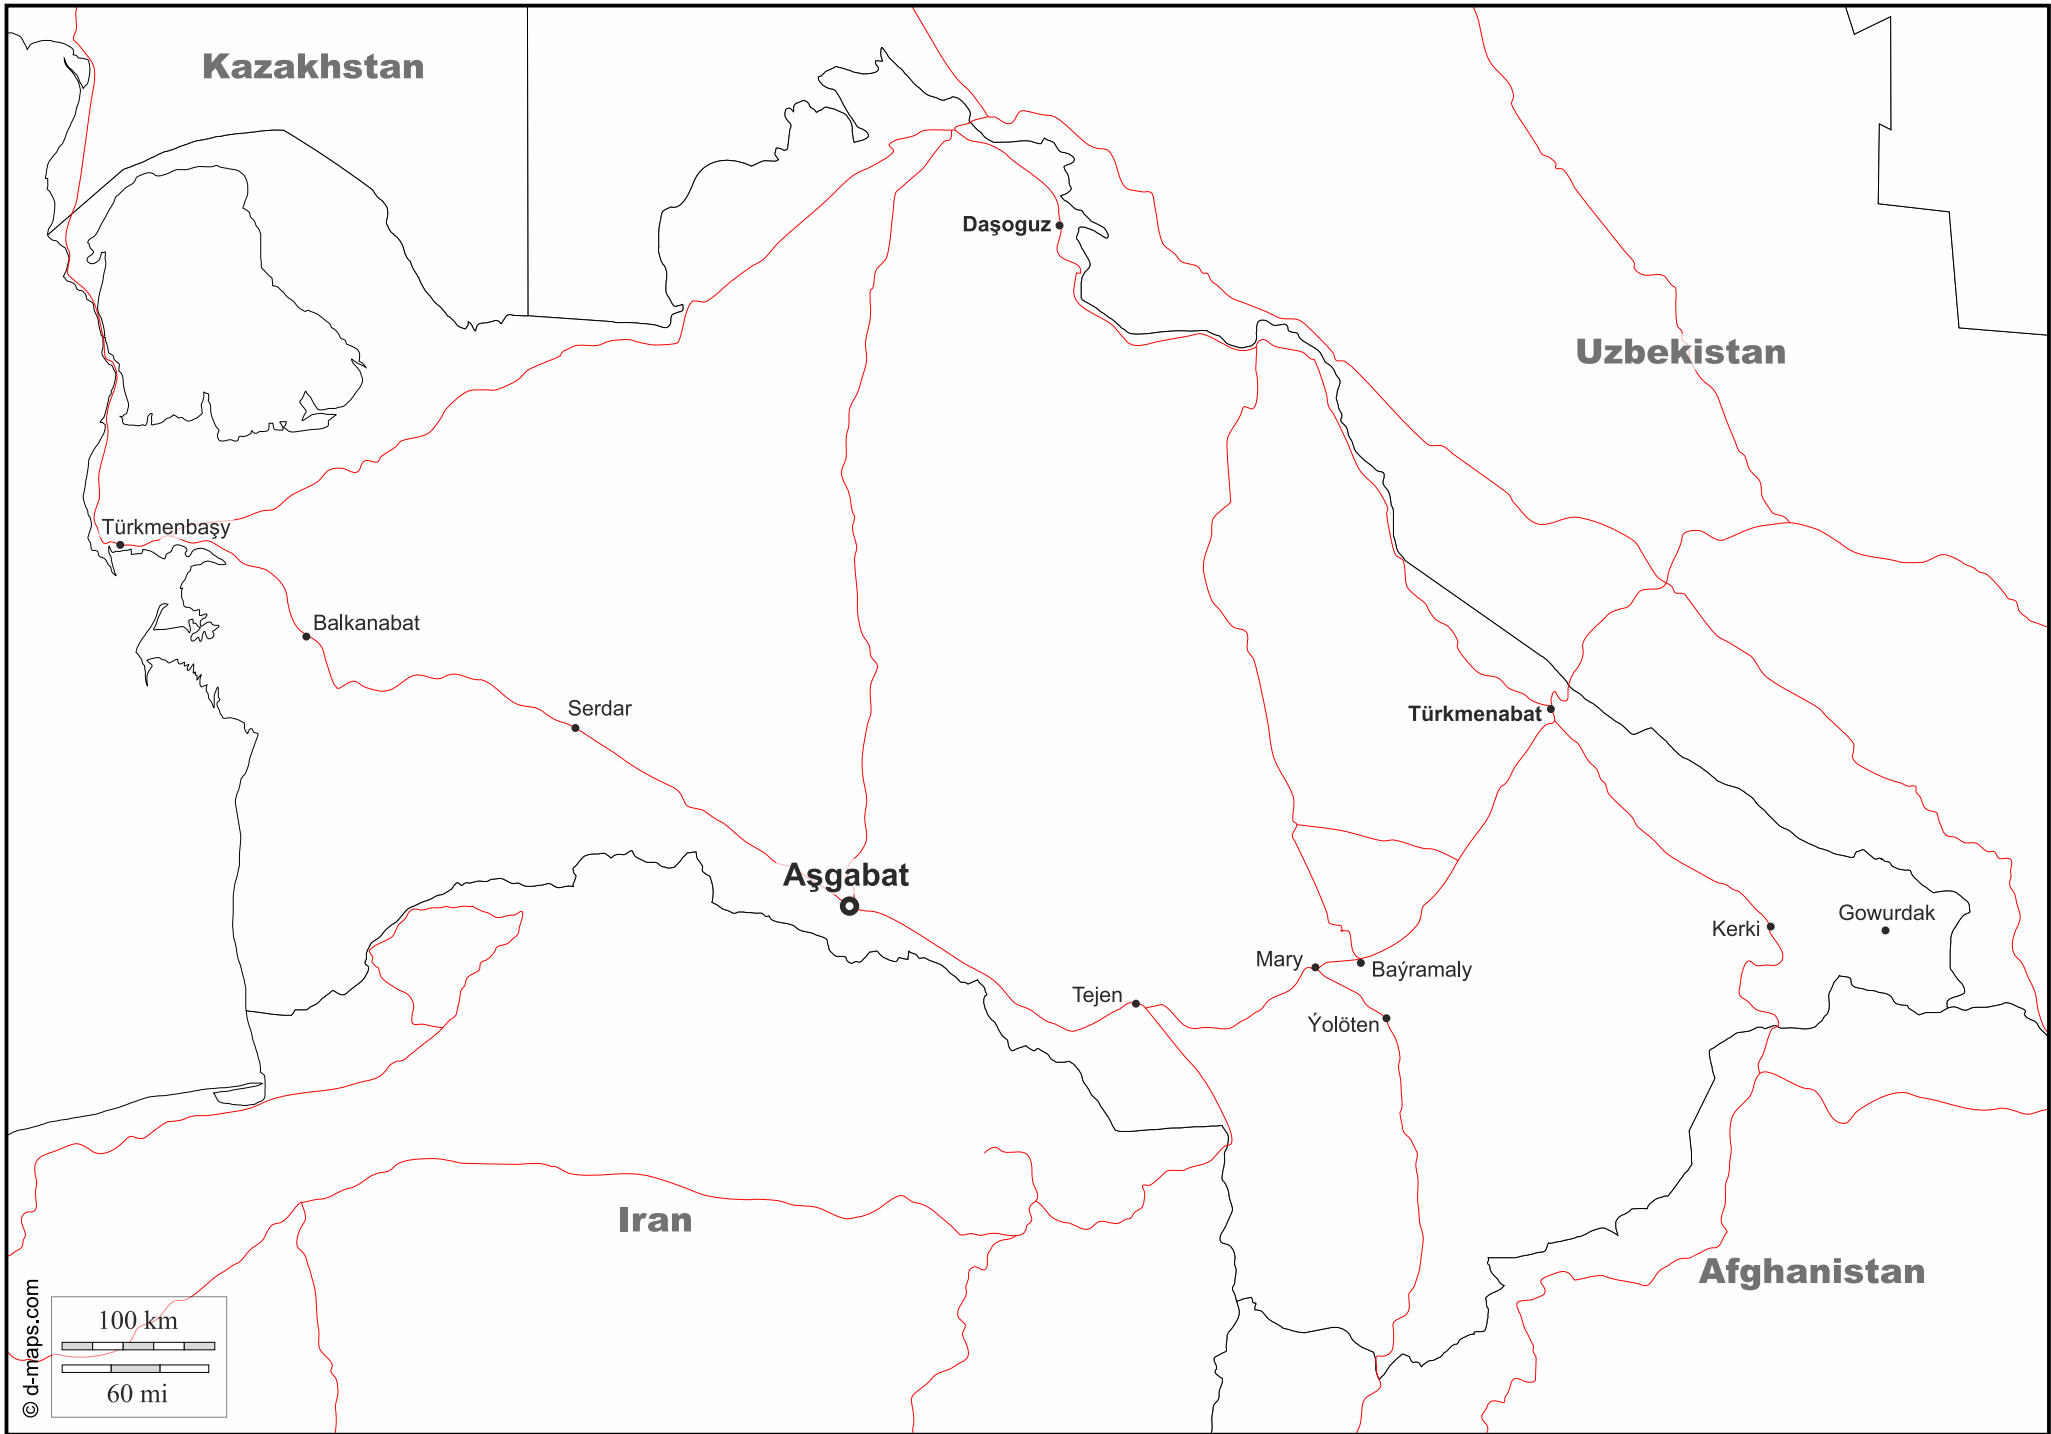 Kazakhstan
Daşoguz
Uzbekistan
Türkmenbaşy
Balkanabat
Serdar
Türkmenabat
Aşgabat
Kerki
Gowurdak
Mary
Baýramaly
Tejen
Ýolöten
Iran
Afghanistan
100 km
60 mi
© d-maps.com